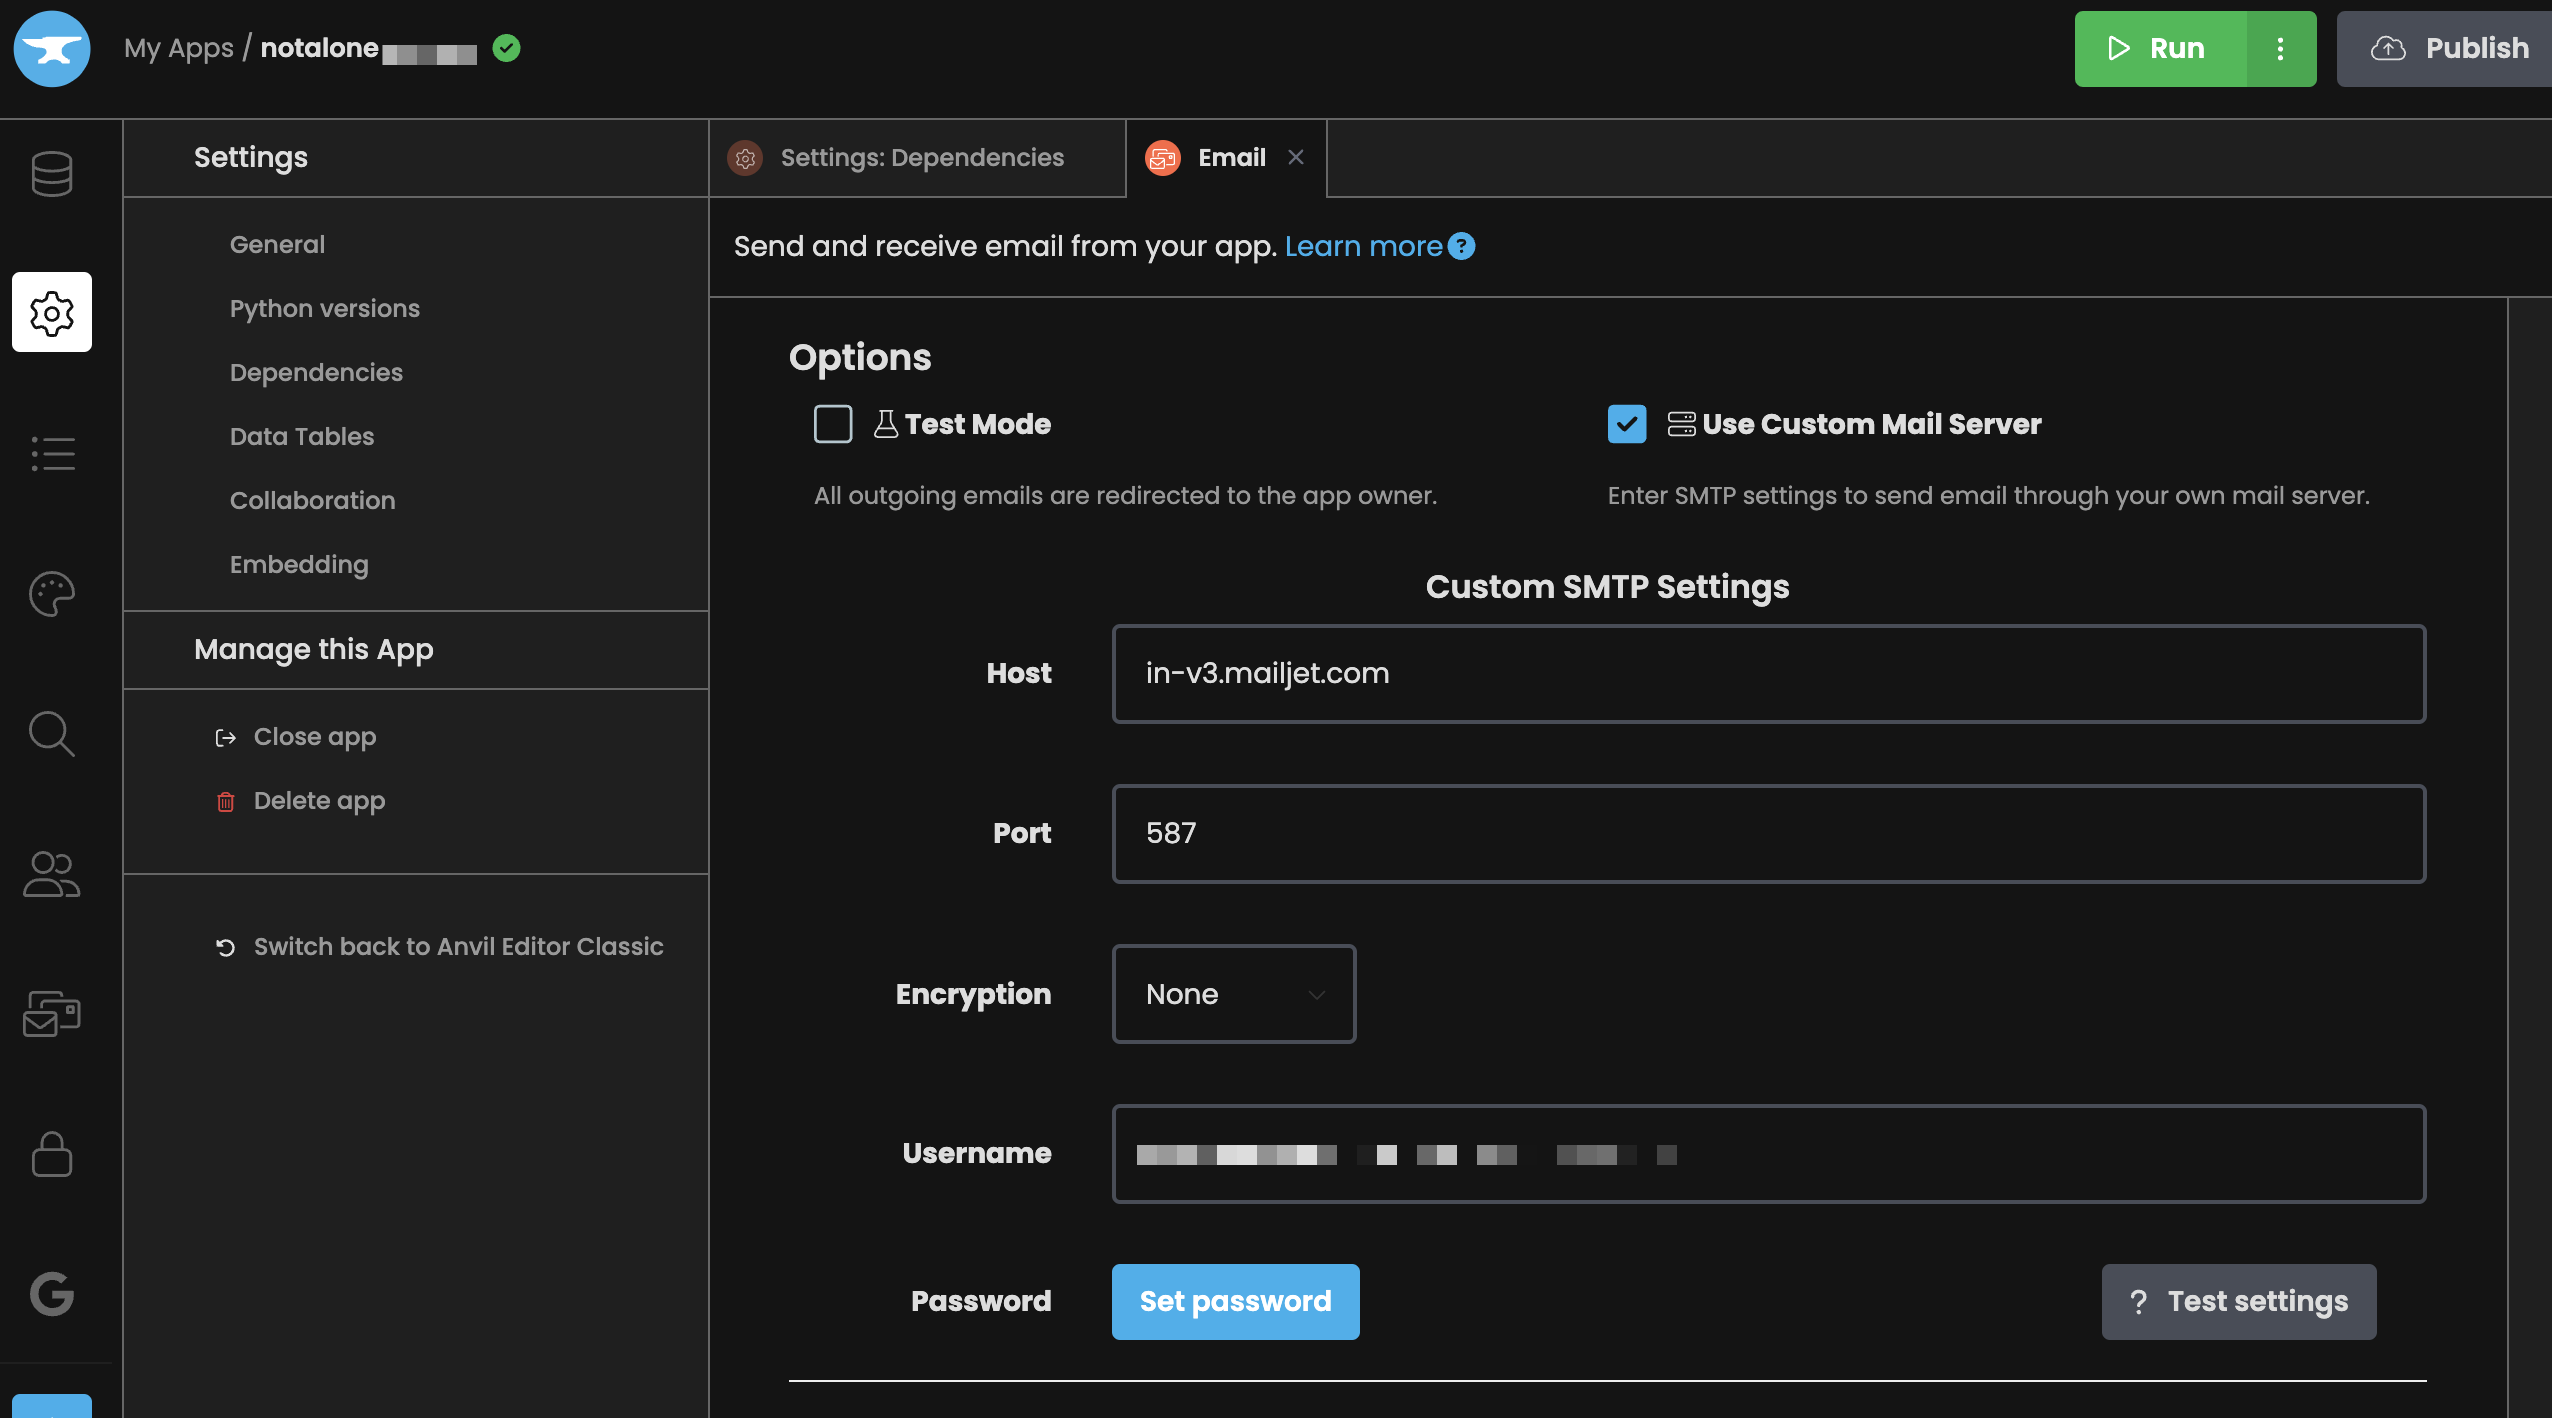 My Apps / notalone
Run
Publish
Settings
Settings: Dependencies
Email
General
Python versions
Dependencies
Data Tables
Collaboration
Embedding
Manage this App
Close app
Delete app
Switch back to Anvil Editor Classic
Send and receive email from your app. Learn more ?
Options
Test Mode
All outgoing emails are redirected to the app owner.
Use Custom Mail Server
Enter SMTP settings to send email through your own mail server.
Custom SMTP Settings
Host
in-v3.mailjet.com
Port
587
Encryption
None
Username
Password
Set password
? Test settings